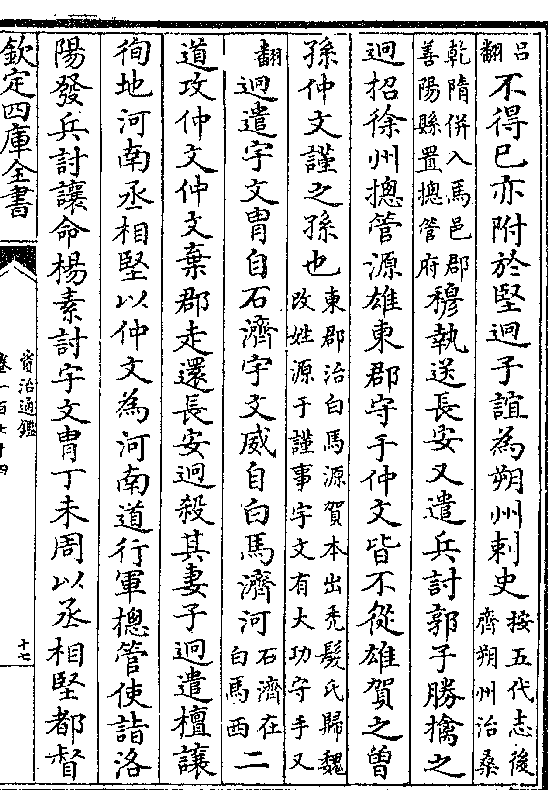 呂翻不得已亦附於堅迥子誼為朔州刺史按五代志後齊朔州治桑
乾隋併入馬邑郡善陽縣置摠管府穆執送長安又遣兵討郭子勝擒之
迥招徐州摠管源雄東郡守于仲文皆不從雄賀之曾
孫仲文謹之孫也東郡治白馬源賀本出禿髮氏歸魏改姓源于謹事宇文有大功守手又
翻迥遣宇文胄自石濟宇文威自白馬濟河石濟在白馬西二
道攻仲文仲文棄郡走還長安迥殺其妻子迥遣檀讓
徇地河南丞相堅以仲文為河南道行軍摠管使詣洛
陽發兵討讓命楊素討宇文胄丁未周以丞相堅都督
欽定四庫全書
資治通鑑
卷一百七十四
十七